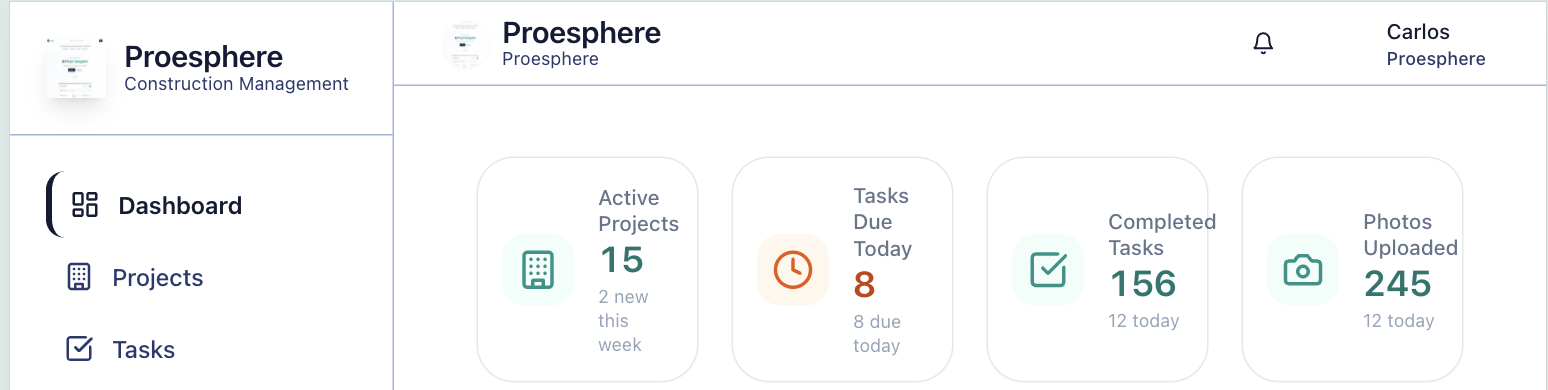 Proesphere
Construction Management
Dashboard
Projects
Tasks
Proesphere
Proesphere
Carlos
Proesphere
Active
Projects
15
2 new
this
week
Tasks
Due
Today
8
8 due
today
Completed
Tasks
156
12 today
Photos
Uploaded
245
12 today